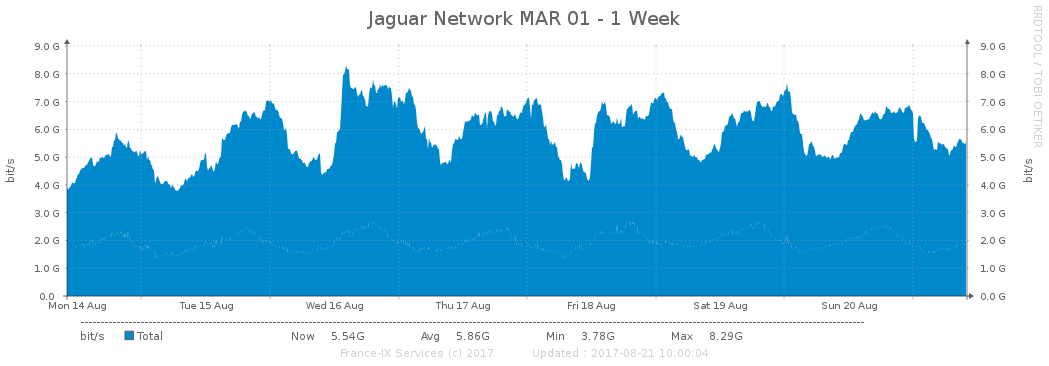 Jaguar Network MAR 01 - 1 Week
RRDTOOL / TOBI OETIKER
bit/s
bit/s
9.0 G 9.0 G
8.0 G 8.0 G
7.0 G 7.0 G
6.0 G 6.0 G
5.0 G 5.0 G
4.0 G 4.0 G
3.0 G 3.0 G
2.0 G 2.0 G
1.0 G 1.0 G
0.0 0.0 G
Mon 14 Aug Tue 15 Aug Wed 16 Aug Thu 17 Aug Fri 18 Aug Sat 19 Aug Sun 20 Aug
bit/s Total Now 5.54G Avg 5.86G Min 3.78G Max 8.29G
France-IX Services (c) 2017 Updated : 2017-08-21 10:00:04